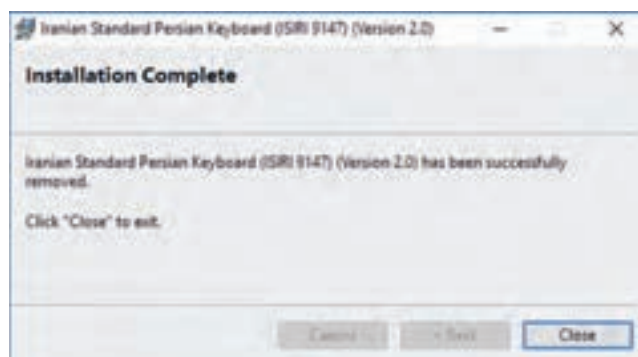 Iranian Standard Persian Keyboard (ISIRI 9147) (Version 2.0)
Installation Complete
Iranian Standard Persian Keyboard (ISIRI 9147) (Version 2.0) has been successfully
removed.
Click "Close" to exit.
Cancel < Back Close